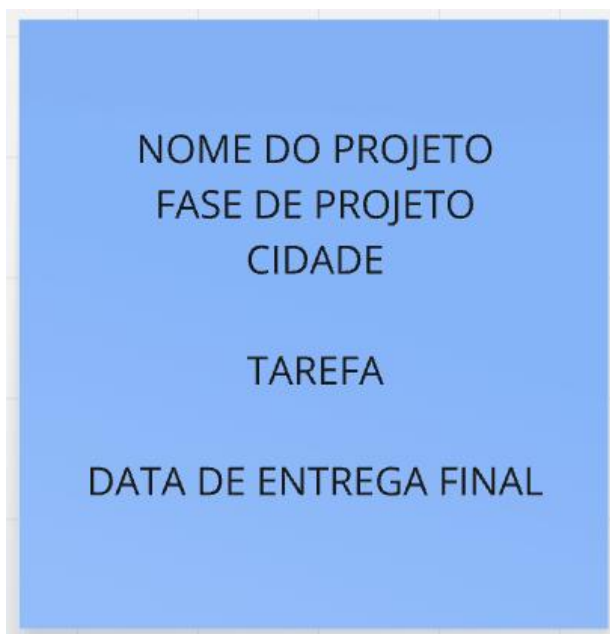 NOME DO PROJETO
FASE DE PROJETO
CIDADE
TAREFA
DATA DE ENTREGA FINAL